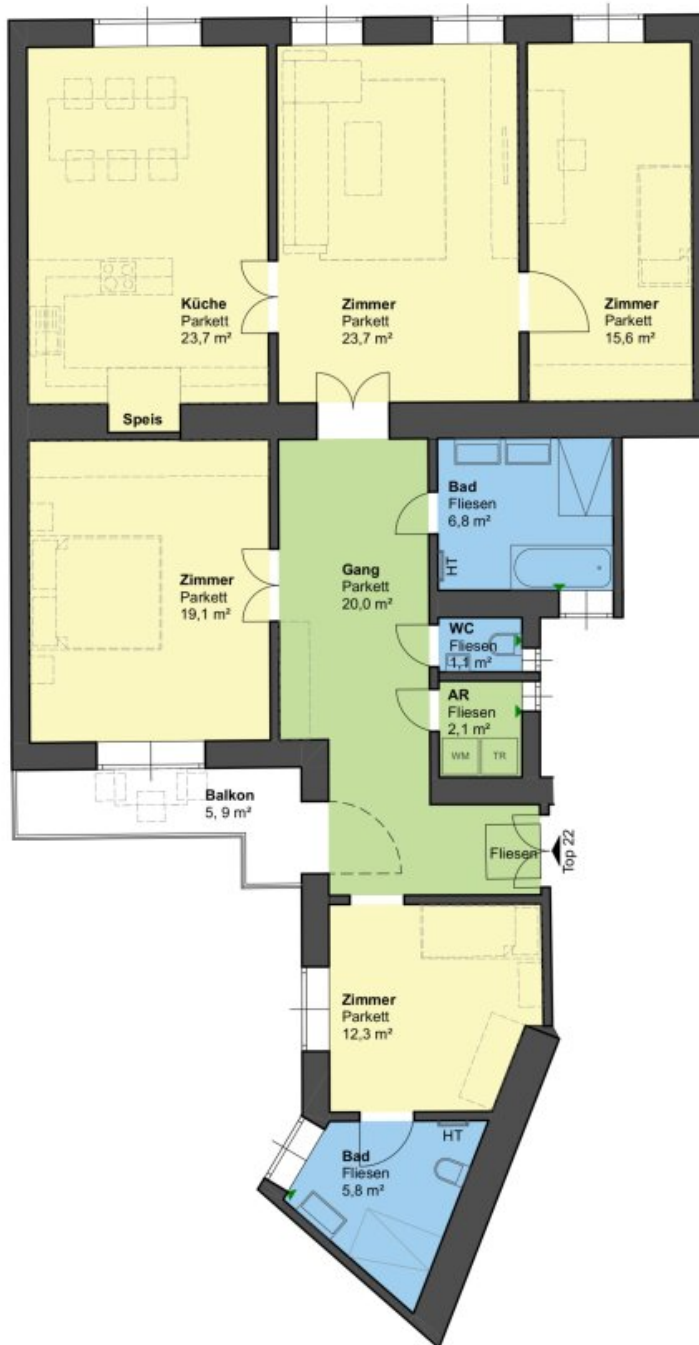 Küche
Parkett
23,7 m²
Zimmer
Parkett
23,7 m²
Zimmer
Parkett
15,6 m²
Speis
Zimmer
Parkett
19,1 m²
Gang
Parkett
20,0 m²
Bad
Fliesen
6,8 m²
HT
WC
Fliesen
1,1 m²
AR
Fliesen
2,1 m²
WM
TR
Balkon
5, 9 m²
Fliesen
Top 22
Zimmer
Parkett
12,3 m²
HT
Bad
Fliesen
5,8 m²